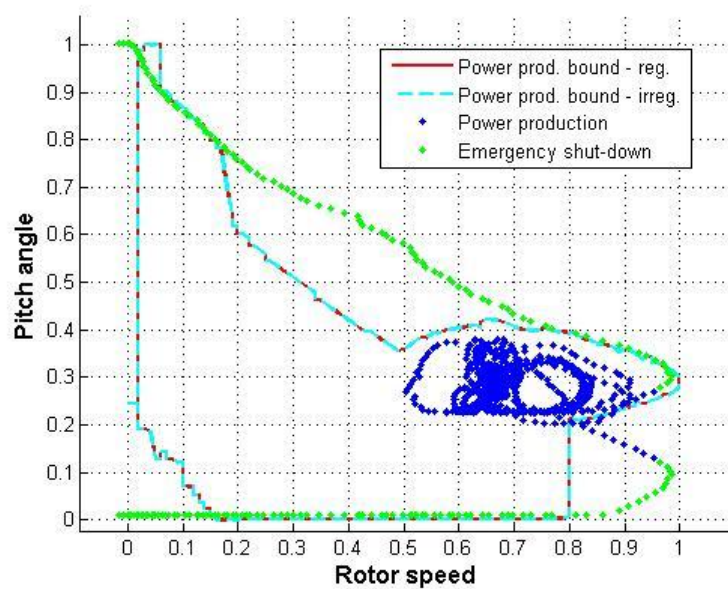 Power prod. bound - reg.
Power prod. bound - irreg.
Power production
Emergency shut-down
Pitch angle
1
0.9
0.8
0.7
0.6
0.5
0.4
0.3
0.2
0.1
0
0 0.1 0.2 0.3 0.4 0.5 0.6 0.7 0.8 0.9 1
Rotor speed